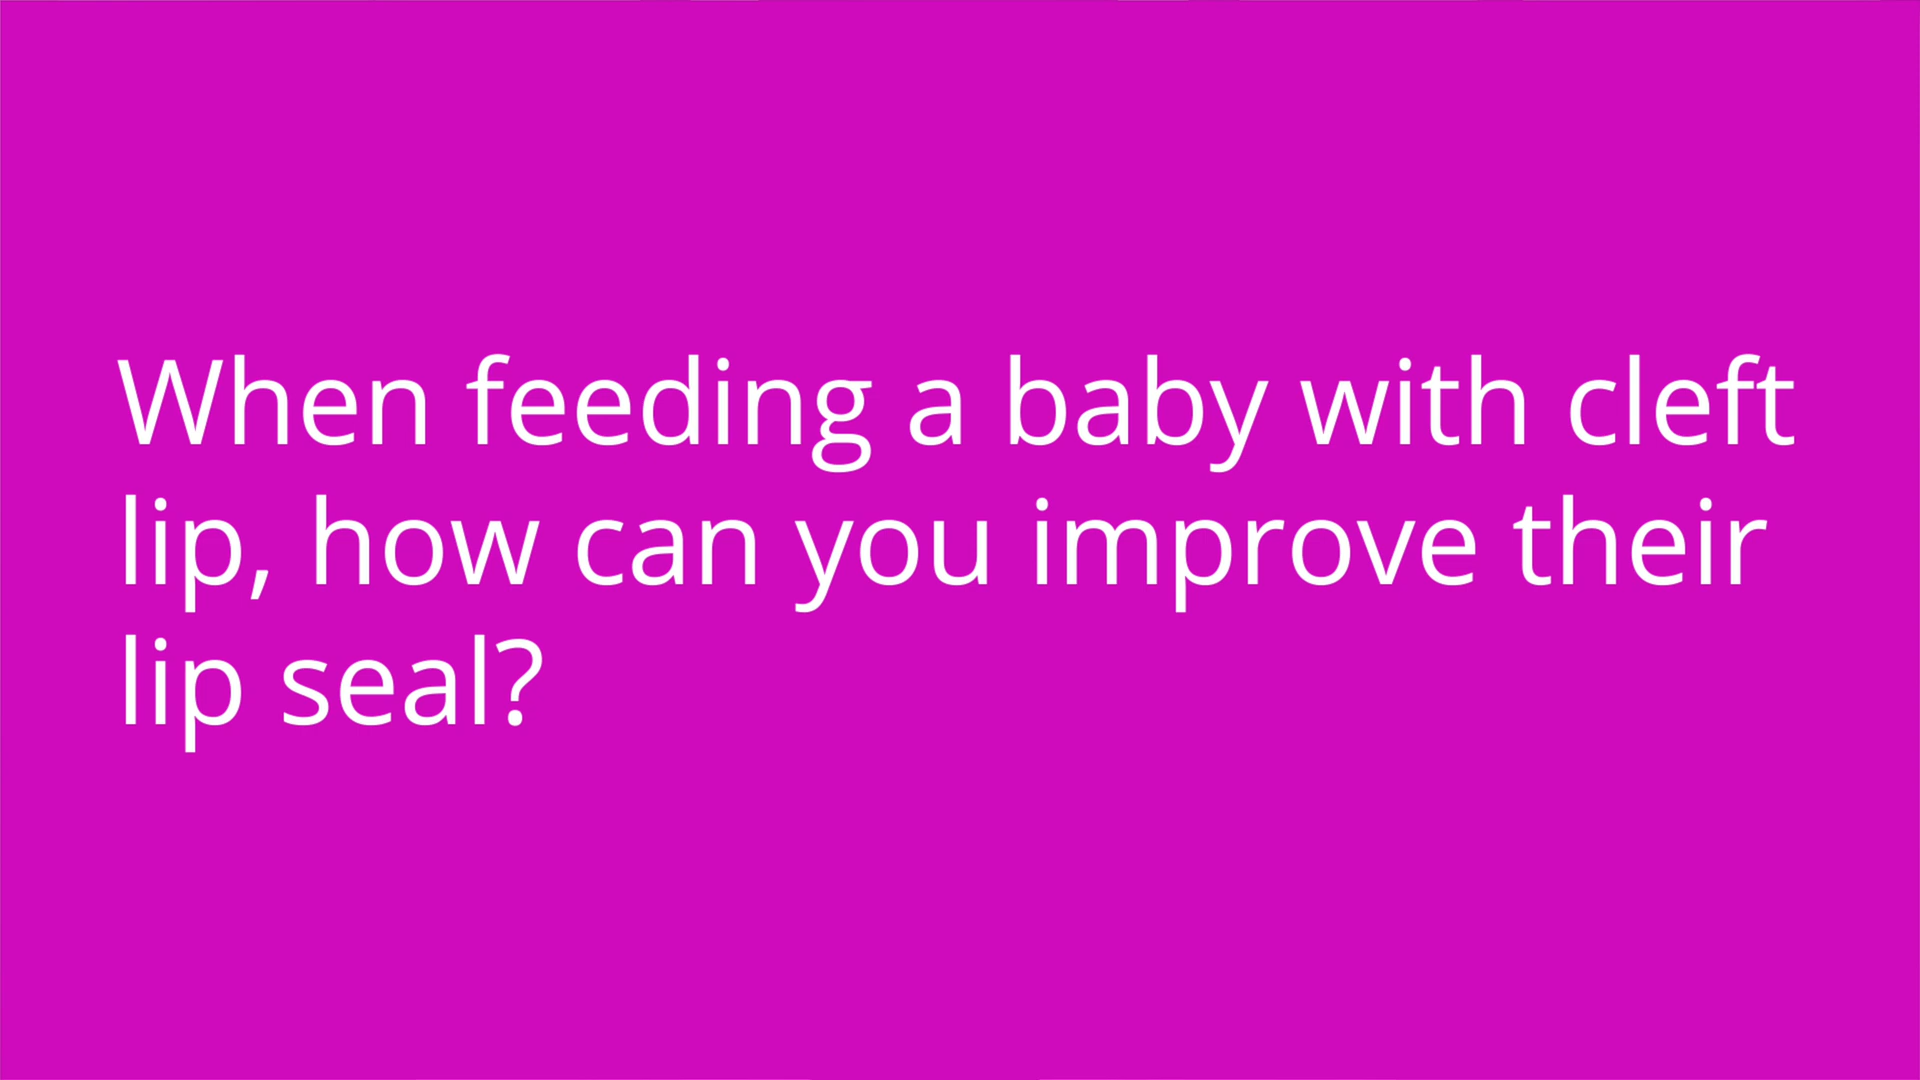 When feeding a baby with cleft
lip, how can you improve their
lip seal?